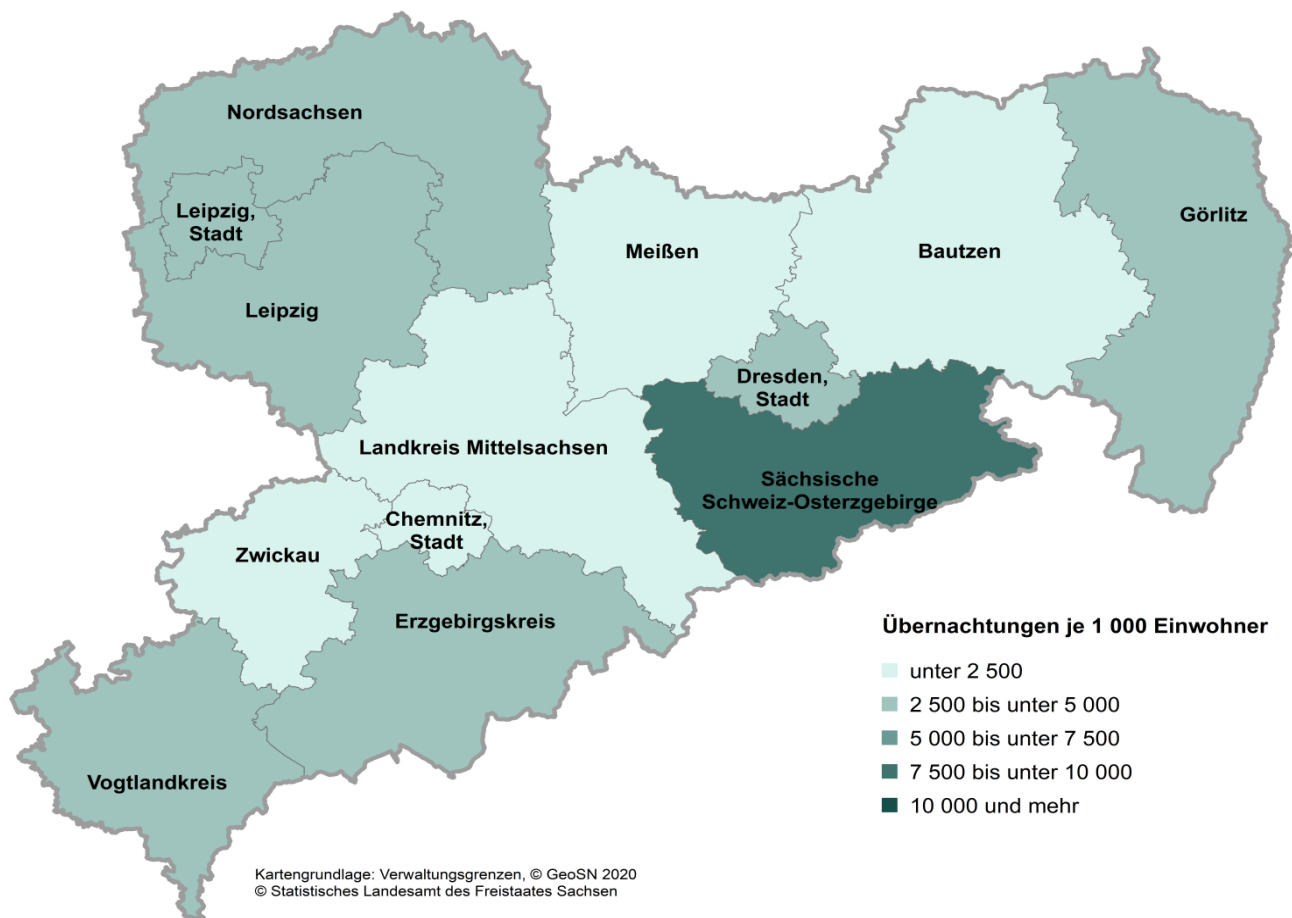 Nordsachsen
Leipzig,
Stadt
Leipzig
Meißen
Bautzen
Görlitz
Dresden,
Stadt
Landkreis Mittelsachsen
Sächsische
Schweiz-Osterzgebirge
Chemnitz,
Stadt
Zwickau
Erzgebirgskreis
Vogtlandkreis
Übernachtungen je 1 000 Einwohner
unter 2 500
2 500 bis unter 5 000
5 000 bis unter 7 500
7 500 bis unter 10 000
10 000 und mehr
Kartengrundlage: Verwaltungsgrenzen, © GeoSN 2020
© Statistisches Landesamt des Freistaates Sachsen